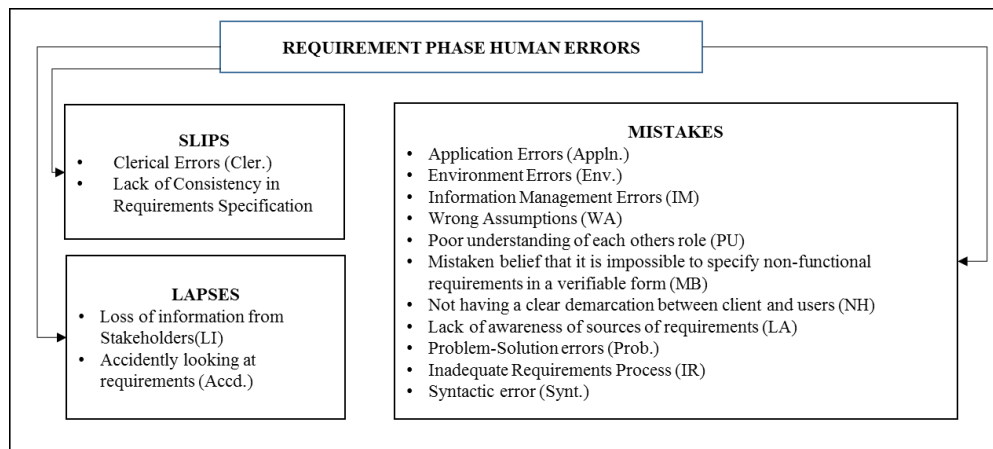 REQUIREMENT PHASE HUMAN ERRORS
SLIPS
• Clerical Errors (Cler.)
• Lack of Consistency in
Requirements Specification
LAPSES
• Loss of information from
Stakeholders(LI)
• Accidently looking at
requirements (Accd.)
MISTAKES
• Application Errors (Appln.)
• Environment Errors (Env.)
• Information Management Errors (IM)
• Wrong Assumptions (WA)
• Poor understanding of each others role (PU)
• Mistaken belief that it is impossible to specify non-functional
requirements in a verifiable form (MB)
• Not having a clear demarcation between client and users (NH)
• Lack of awareness of sources of requirements (LA)
• Problem-Solution errors (Prob.)
• Inadequate Requirements Process (IR)
• Syntactic error (Synt.)